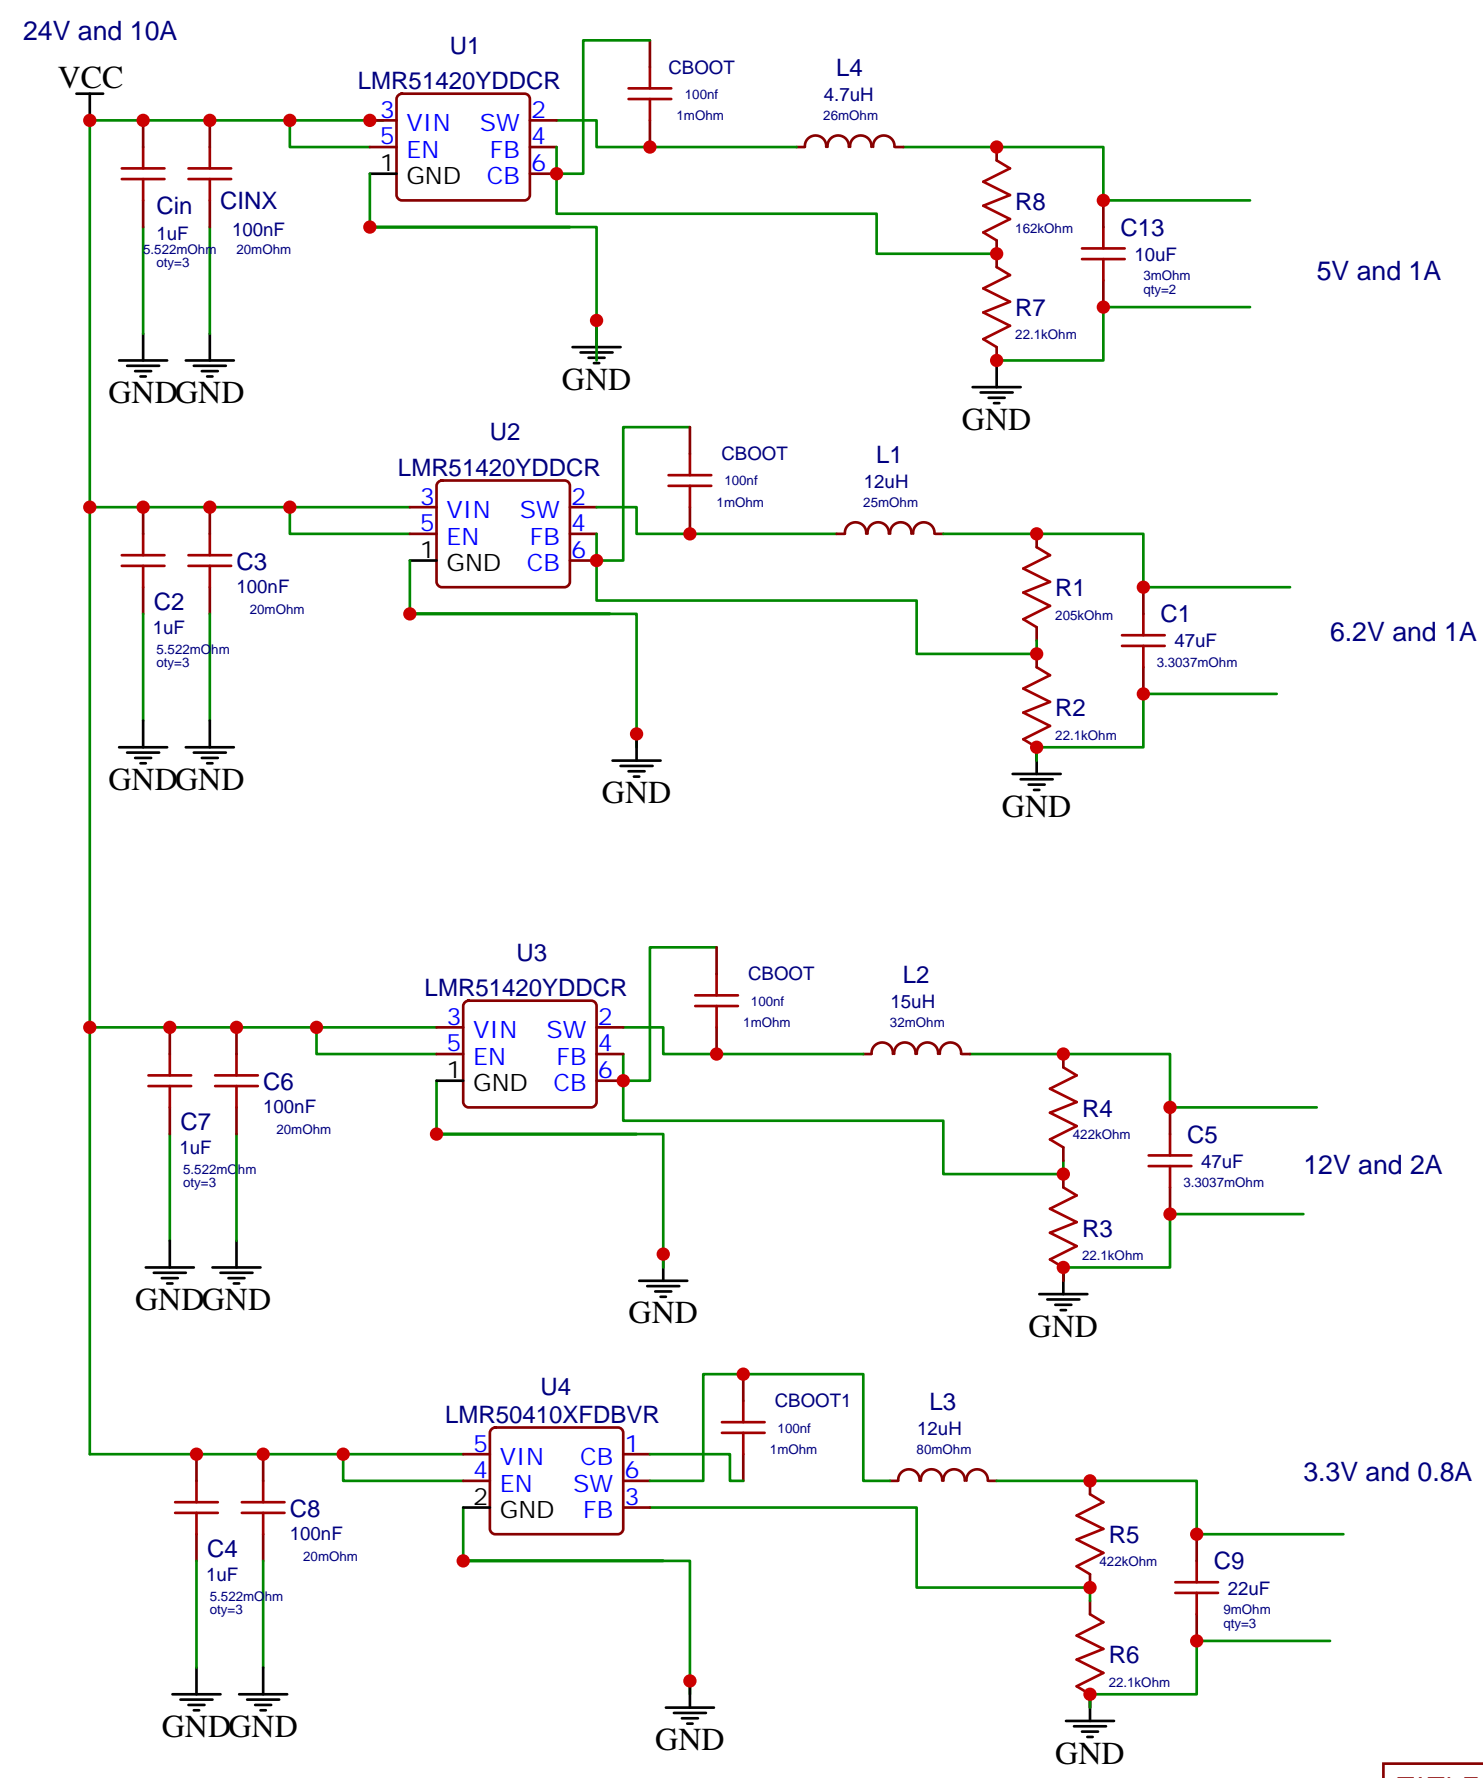 24V and 10A
VCC
U1
LMR51420YDDCR
3
VIN
SW
2
5
EN
FB
4
1
GND
CB
6
CBOOT
100nf
1mOhm
L4
4.7uH
26mOhm
Cin
1uF
5.522mOhm
oty=3
CINX
100nF
20mOhm
GND
GND
GND
R8
162kOhm
R7
22.1kOhm
C13
10uF
3mOhm
qty=2
5V and 1A
GND
U2
LMR51420YDDCR
3
VIN
SW
2
5
EN
FB
4
1
GND
CB
6
CBOOT
100nf
1mOhm
L1
12uH
25mOhm
C3
100nF
20mOhm
C2
1uF
5.522mOhm
oty=3
GND
GND
GND
R1
205kOhm
R2
22.1kOhm
C1
47uF
3.3037mOhm
6.2V and 1A
GND
U3
LMR51420YDDCR
3
VIN
SW
2
5
EN
FB
4
1
GND
CB
6
CBOOT
100nf
1mOhm
L2
15uH
32mOhm
C6
100nF
20mOhm
C7
1uF
5.522mOhm
oty=3
GND
GND
GND
R4
422kOhm
R3
22.1kOhm
C5
47uF
3.3037mOhm
12V and 2A
GND
U4
LMR50410XFDBVR
5
VIN
CB
1
4
EN
SW
6
2
GND
FB
3
CBOOT1
100nf
1mOhm
L3
12uH
80mOhm
C8
100nF
20mOhm
C4
1uF
5.522mOhm
oty=3
GND
GND
GND
R5
422kOhm
R6
22.1kOhm
C9
22uF
9mOhm
qty=3
3.3V and 0.8A
GND